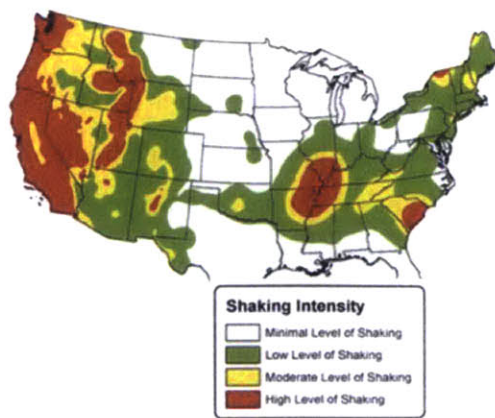 Shaking Intensity
Minimal Level of Shaking
Low Level of Shaking
Moderate Level of Shaking
High Level of Shaking